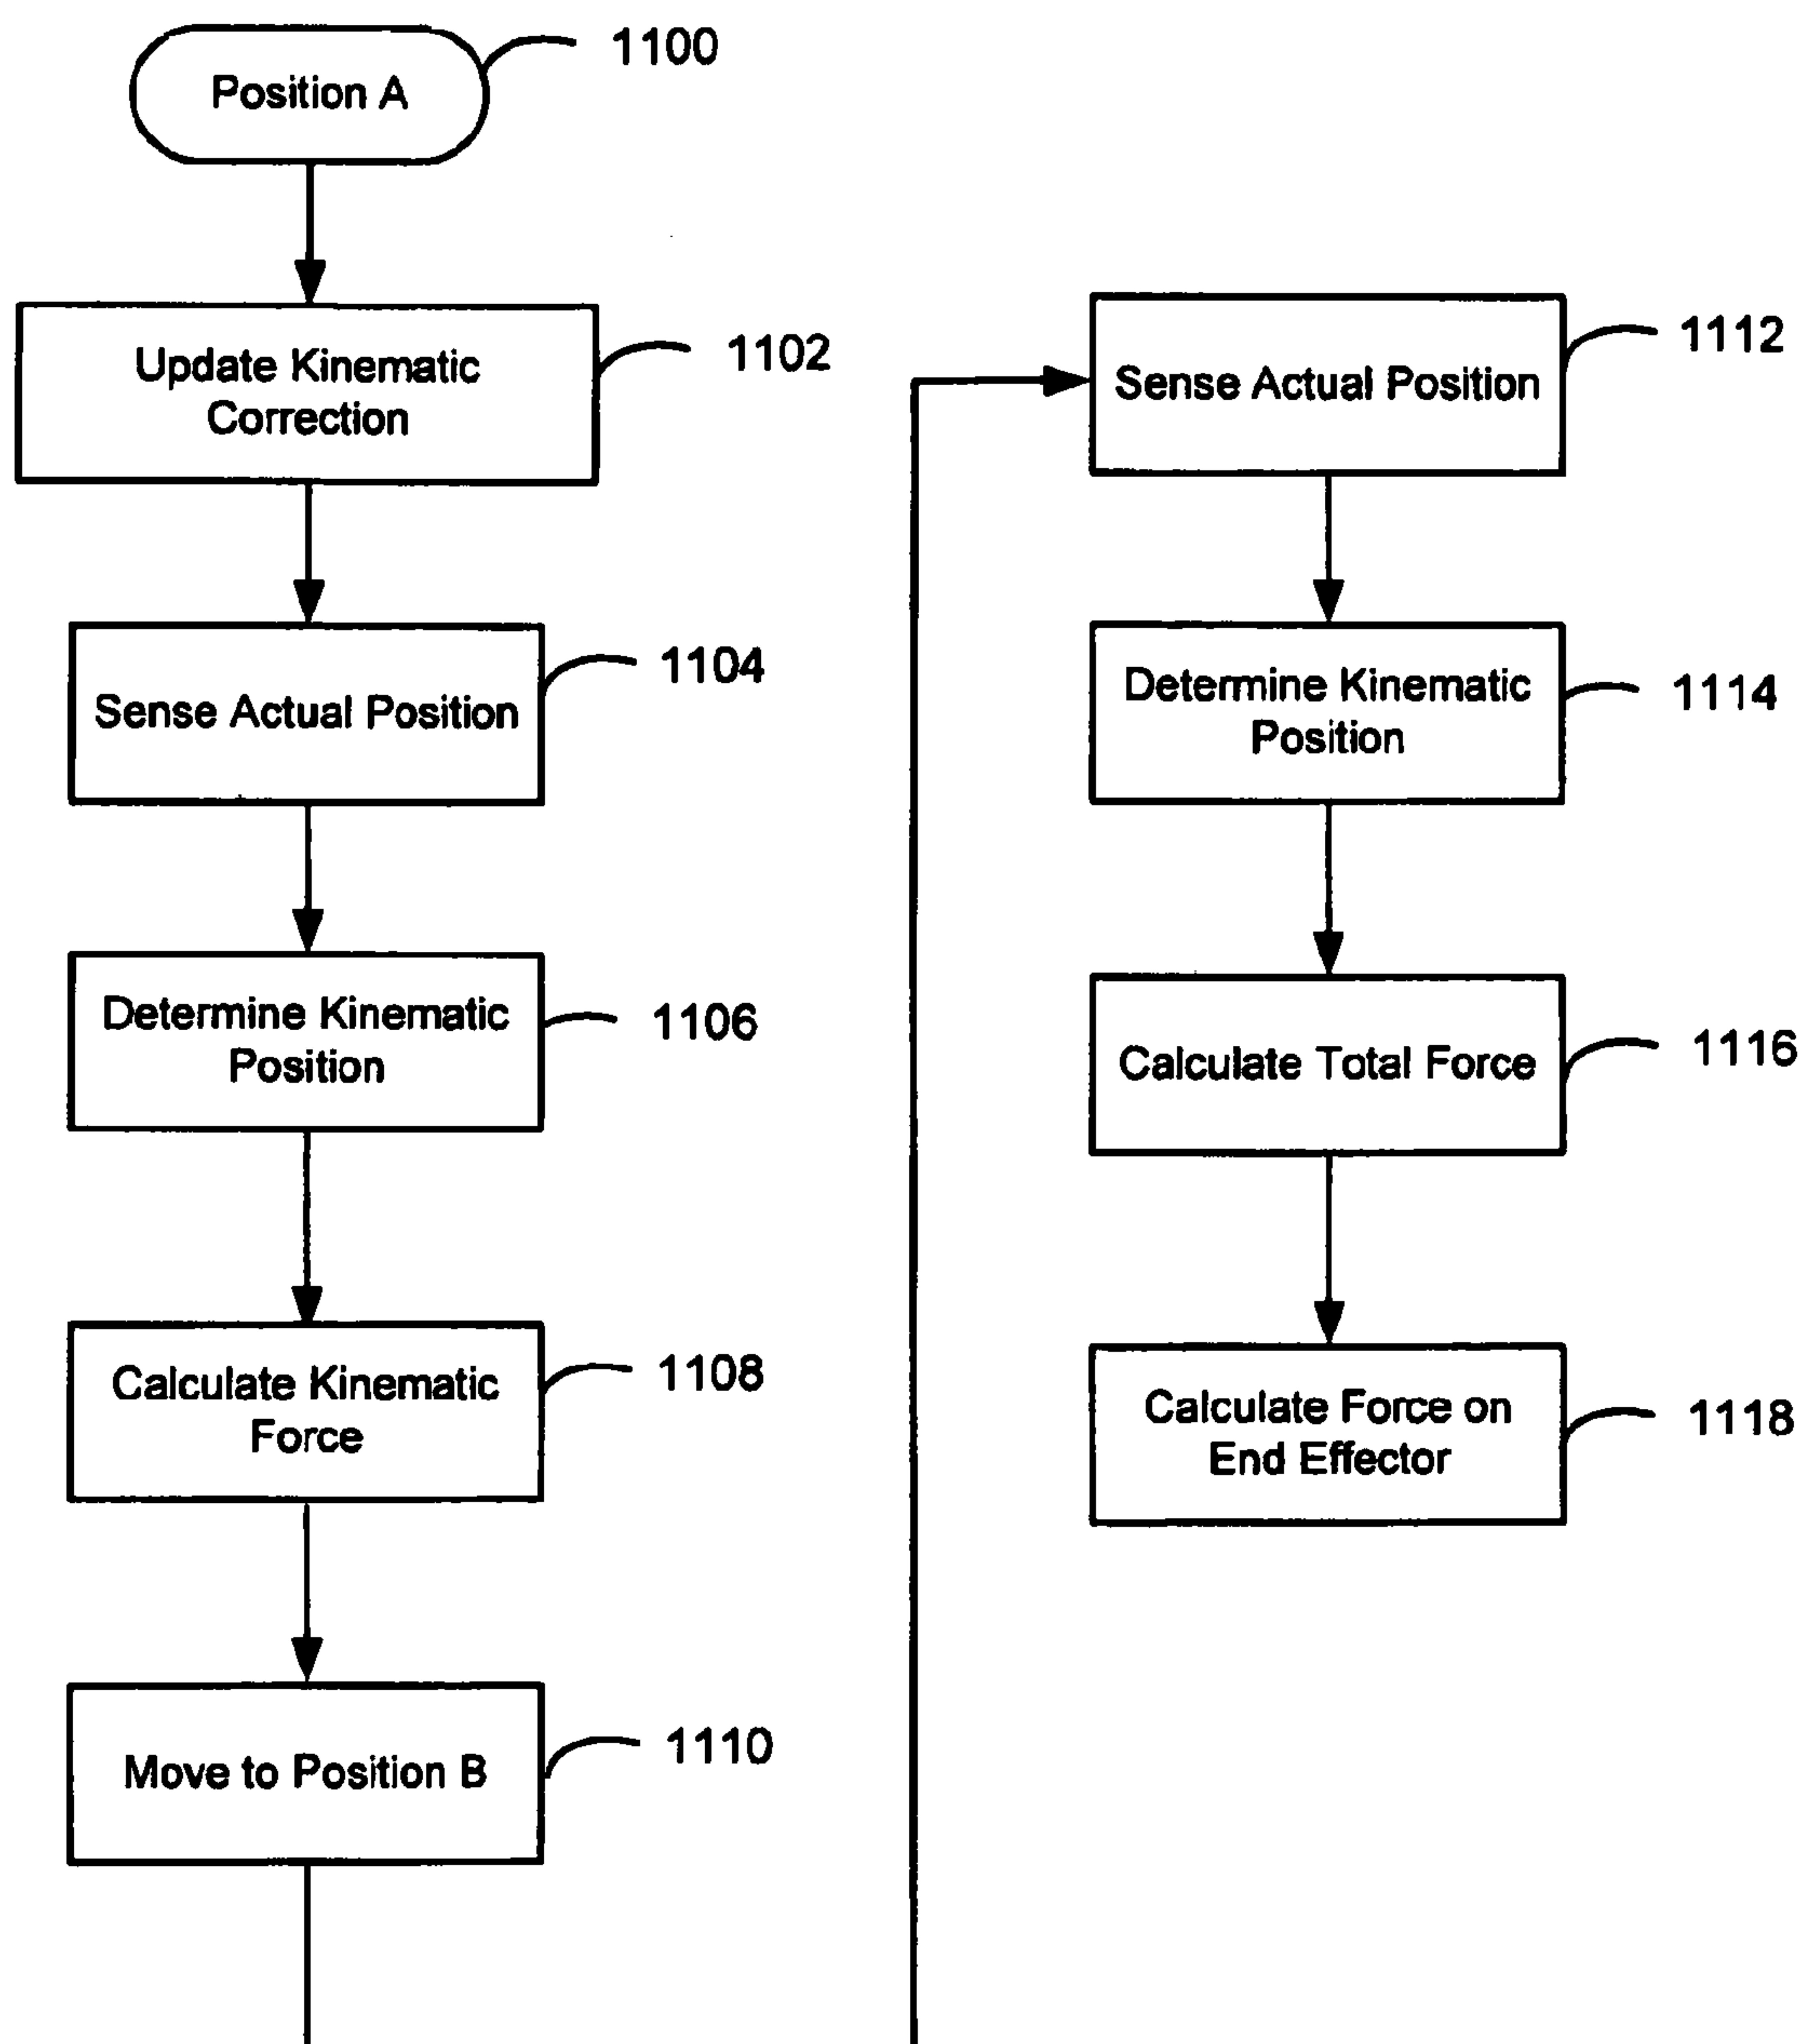 Position A
1100
Update Kinematic
Correction
1102
Sense Actual Position
1104
Determine Kinematic
Position
1106
Calculate Kinematic
Force
1108
Move to Position B
1110
Sense Actual Position
1112
Determine Kinematic
Position
1114
Calculate Total Force
1116
Calculate Force on
End Effector
1118